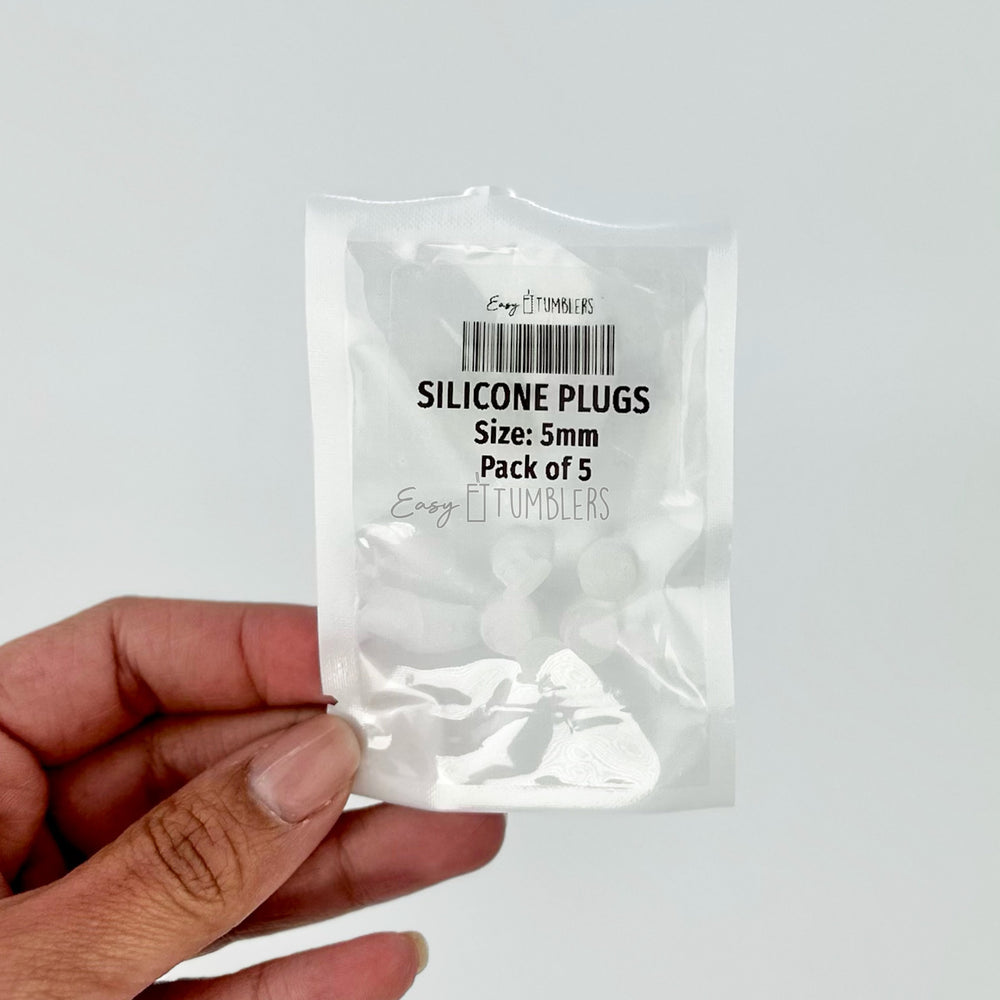 Easy TUMBLERS
SILICONE PLUGS
Size: 5mm
Pack of 5
Easy TUMBLERS